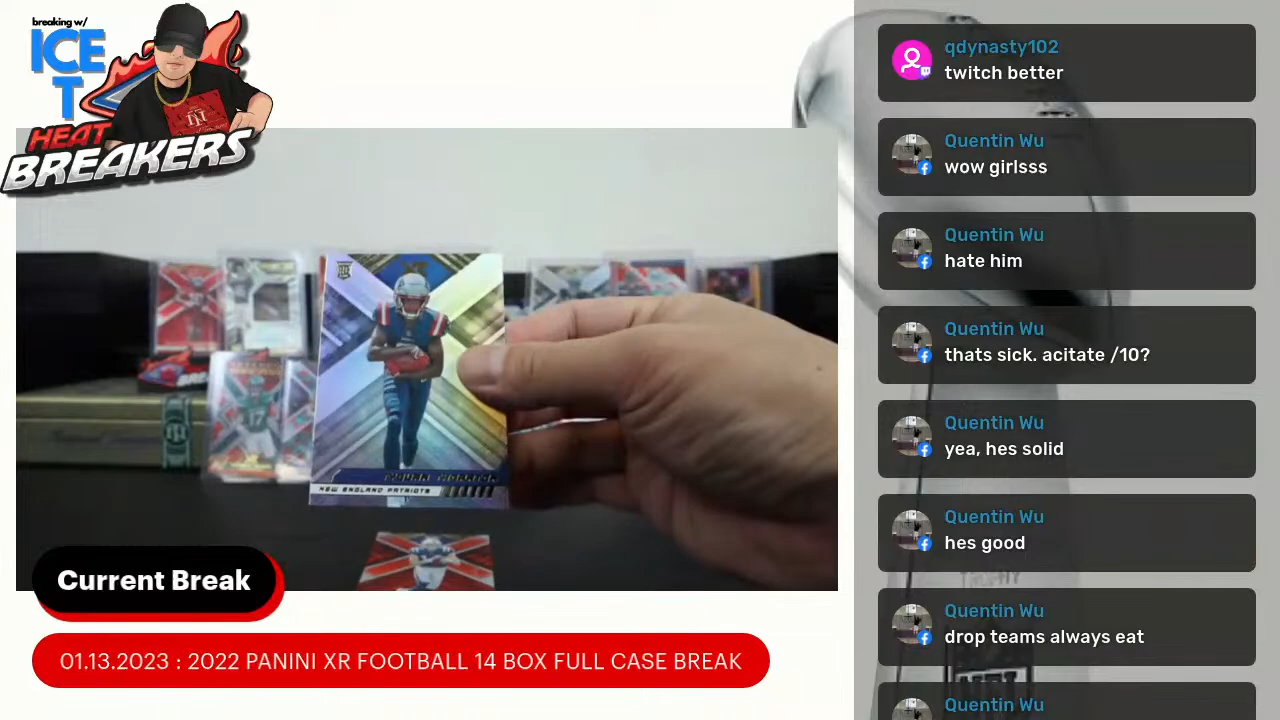 breaking w/
ICE
T
HEAT
BREAKERS
NEW ENGLAND PATRIOTS
17
Current Break
01.13.2023 : 2022 PANINI XR FOOTBALL 14 BOX FULL CASE BREAK
qdynasty102
twitch better
Quentin Wu
wow girlsss
Quentin Wu
hate him
Quentin Wu
thats sick. acitate /10?
Quentin Wu
yea, hes solid
Quentin Wu
hes good
Quentin Wu
drop teams always eat
Quentin Wu